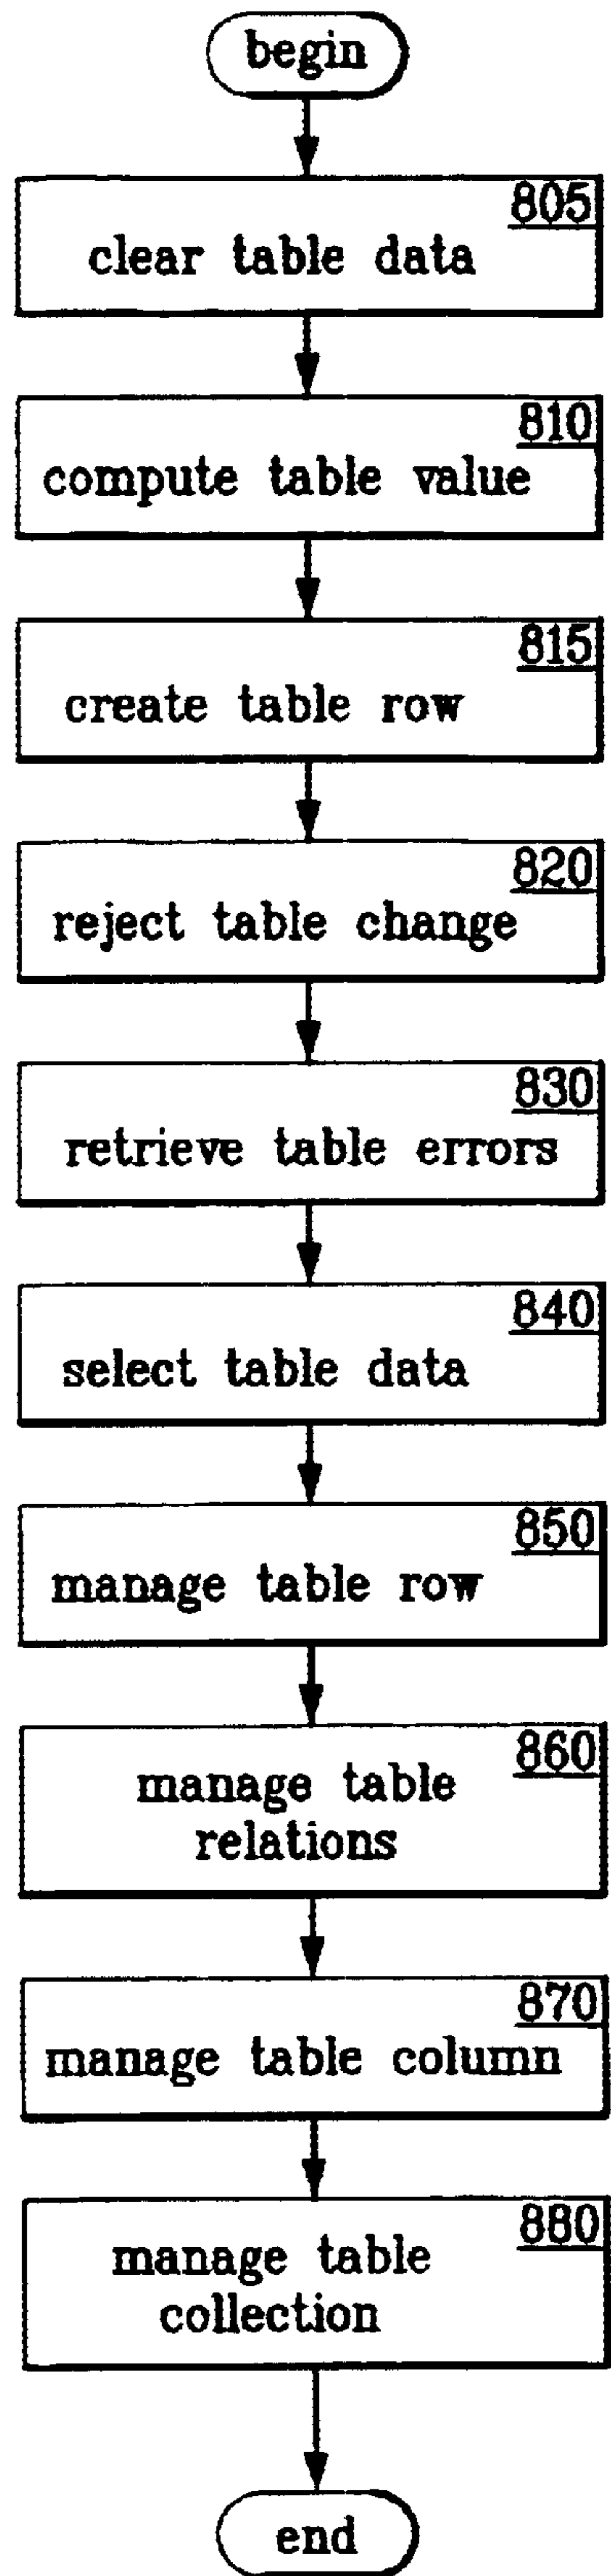 begin
805
clear table data
810
compute table value
815
create table row
820
reject table change
830
retrieve table errors
840
select table data
850
manage table row
860
manage table
relations
870
manage table column
880
manage table
collection
end